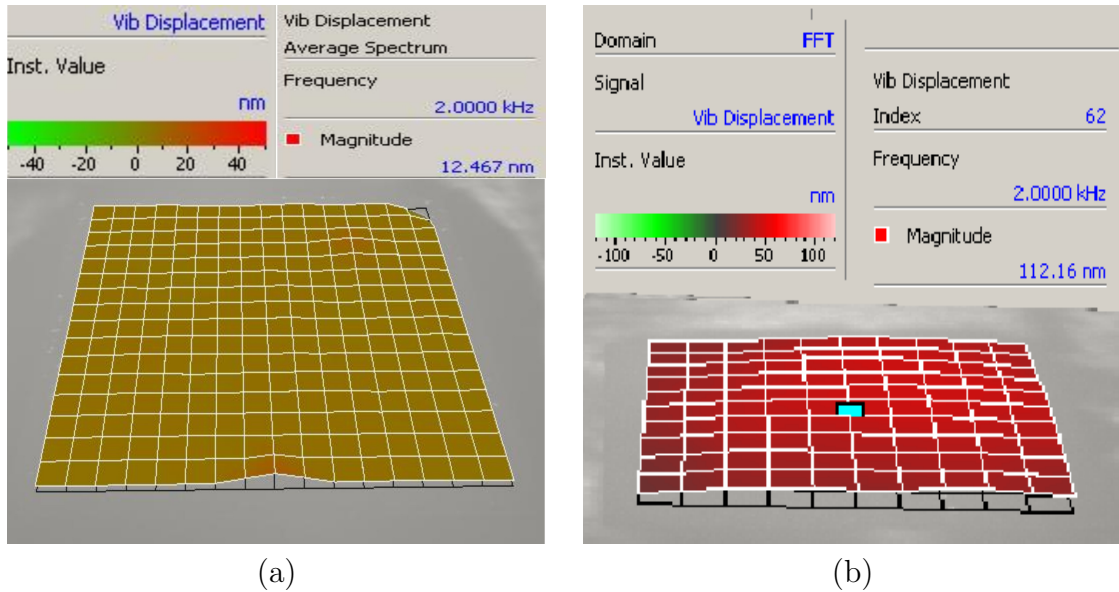 Vib Displacement
Inst. Value
nm
-40 -20 0 20 40
Vib Displacement
Average Spectrum
Frequency
2.0000 kHz
Magnitude
12.467 nm
(a)
Domain FFT
Signal
Vib Displacement
Inst. Value
nm
-100 -50 0 50 100
Vib Displacement
Index 62
Frequency
2.0000 kHz
Magnitude
112.16 nm
(b)